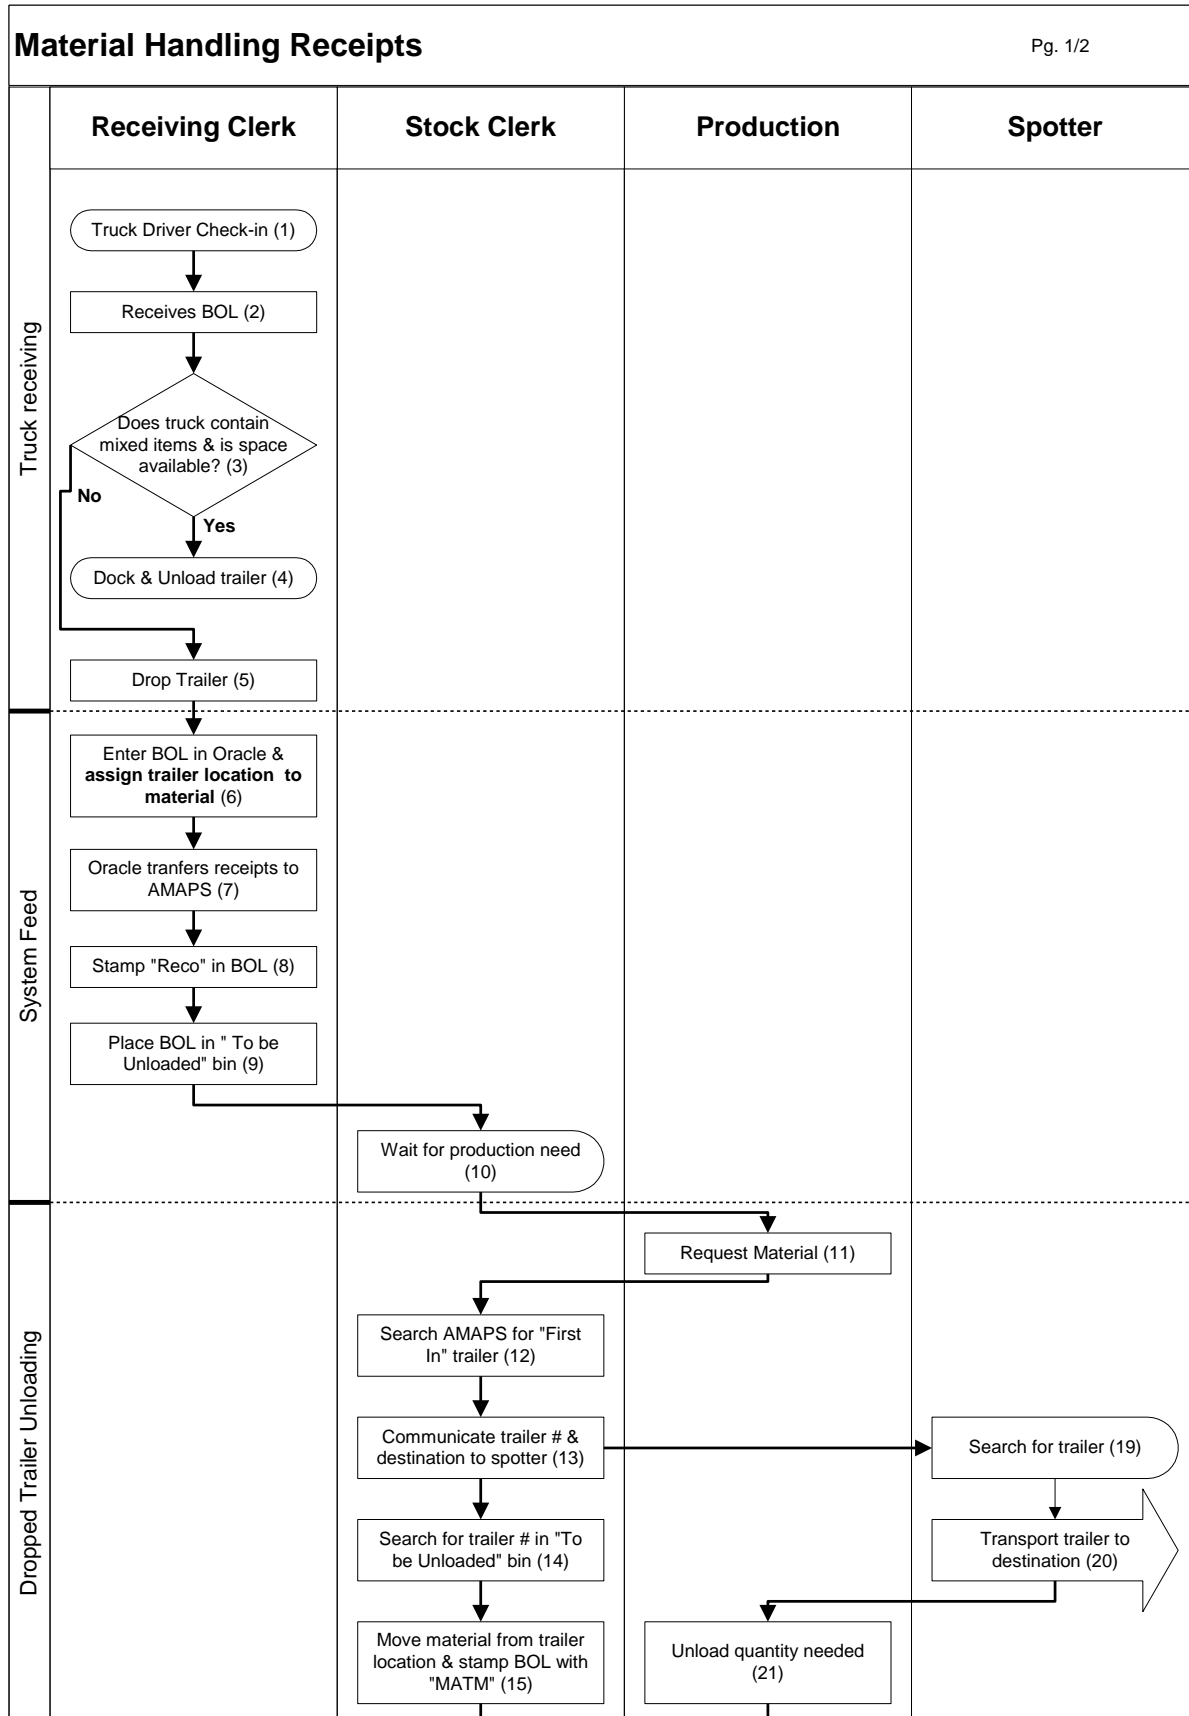 Material Handling Receipts
Pg. 1/2
Receiving Clerk
Stock Clerk
Production
Spotter
Truck receiving
Truck Driver Check-in (1)
Receives BOL (2)
Does truck contain
mixed items & is space
available? (3)
No
Yes
Dock & Unload trailer (4)
Drop Trailer (5)
System Feed
Enter BOL in Oracle &
assign trailer location to
material (6)
Oracle tranfers receipts to
AMAPS (7)
Stamp "Reco" in BOL (8)
Place BOL in " To be
Unloaded" bin (9)
Wait for production need
(10)
Dropped Trailer Unloading
Request Material (11)
Search AMAPS for "First
In" trailer (12)
Communicate trailer # &
destination to spotter (13)
Search for trailer (19)
Search for trailer # in "To
be Unloaded" bin (14)
Transport trailer to
destination (20)
Move material from trailer
location & stamp BOL with
"MATM" (15)
Unload quantity needed
(21)